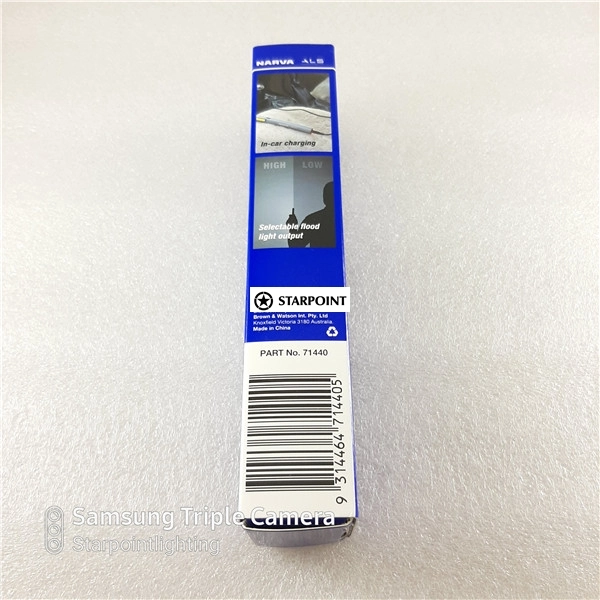 NARVA ALS
In-car charging
HIGH LOW
Selectable flood
light output
STARPOINT
Brown & Watson Int. Pty. Ltd
Knoxfield Victoria 3180 Australia.
Made in China
PART No. 71440
9 314464 714405
Samsung Triple Camera
Starpointlighting